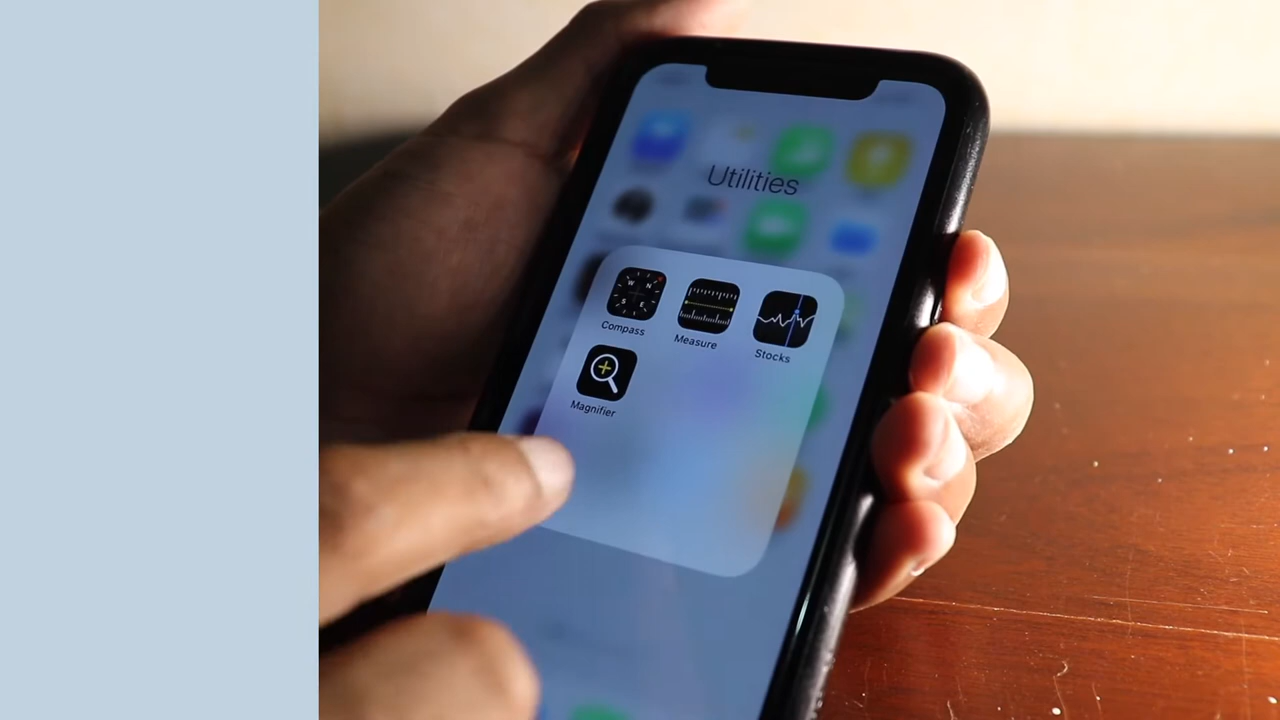 Utilities
W N
S E
Compass
Measure
Stocks
Magnifier